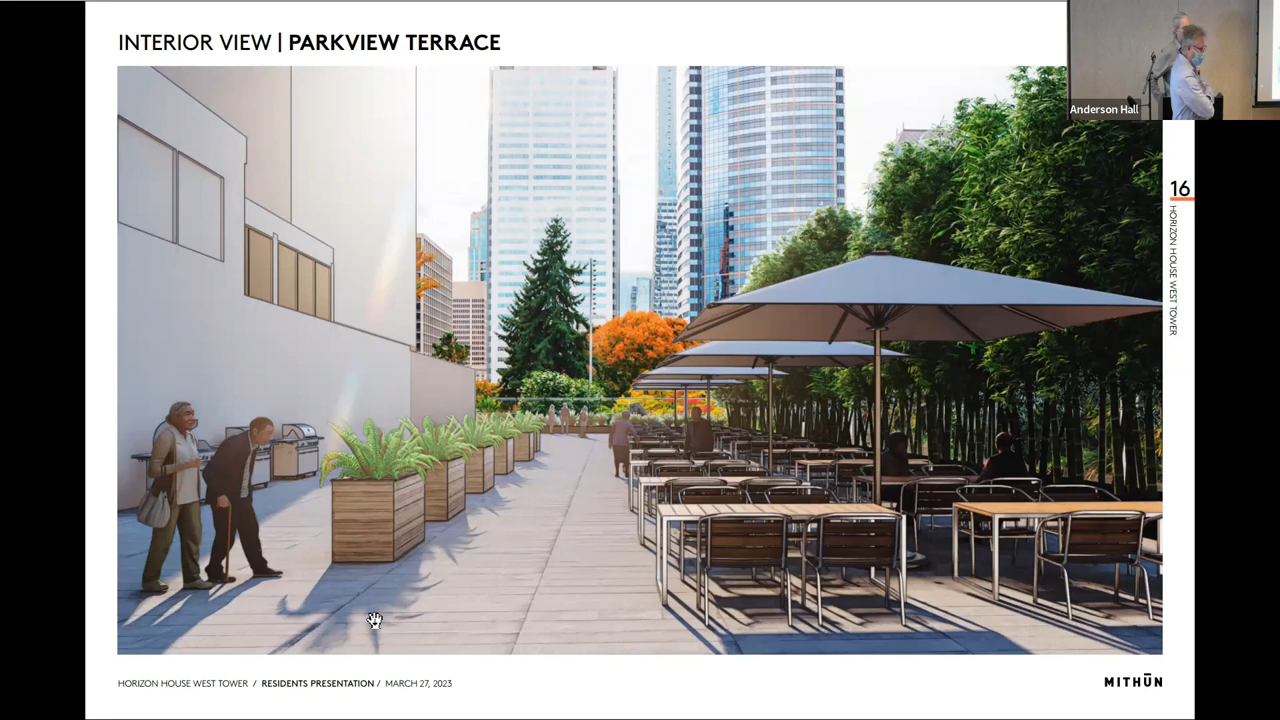 INTERIOR VIEW | PARKVIEW TERRACE
Anderson Hall
16
HORIZON HOUSE WEST TOWER
HORIZON HOUSE WEST TOWER / RESIDENTS PRESENTATION / MARCH 27, 2023
MITHŪN